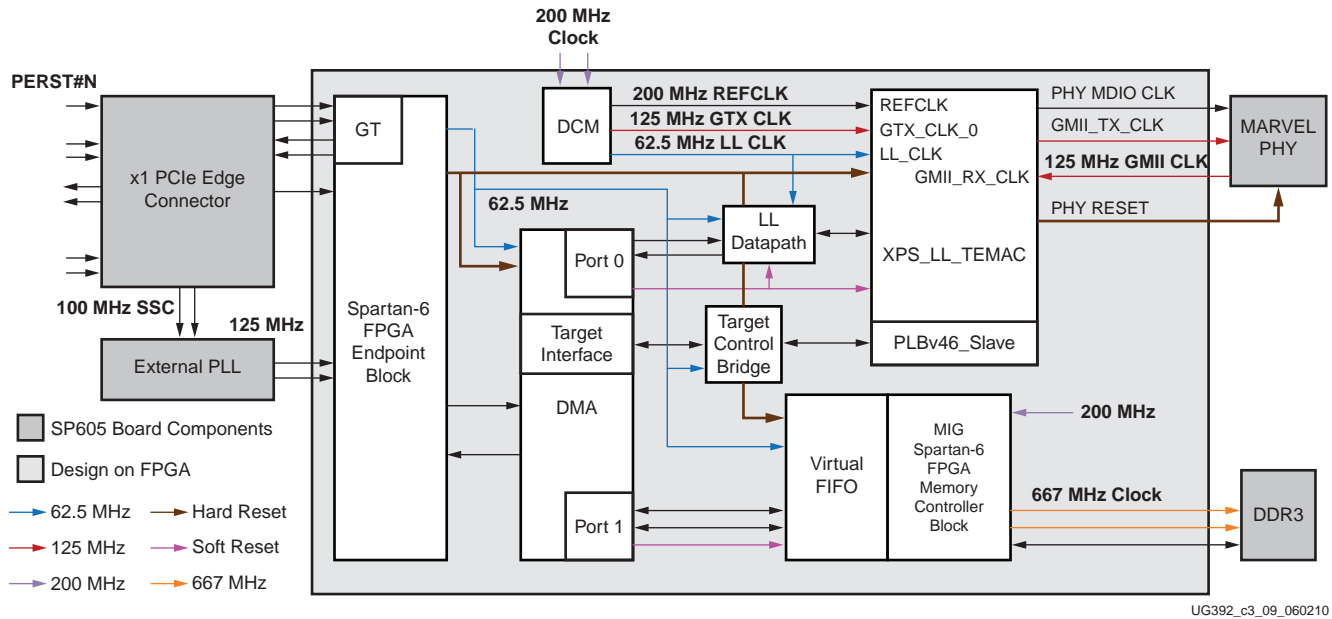 200 MHz
Clock
PERST#N
GT
DCM
200 MHz REFCLK
125 MHz GTX CLK
62.5 MHz LL CLK
REFCLK
GTX_CLK_0
LL_CLK
GMII_RX_CLK
PHY MDIO CLK
GMII_TX_CLK
125 MHz GMII CLK
PHY RESET
MARVEL
PHY
x1 PCIe Edge
Connector
62.5 MHz
LL
Datapath
Port 0
XPS_LL_TEMAC
100 MHz SSC
125 MHz
Spartan-6
FPGA
Endpoint
Block
Target
Interface
Target
Control
Bridge
PLBv46_Slave
External PLL
DMA
200 MHz
SP605 Board Components
Design on FPGA
Virtual
FIFO
MIG
Spartan-6
FPGA
Memory
Controller
Block
667 MHz Clock
DDR3
Port 1
62.5 MHz
Hard Reset
125 MHz
Soft Reset
200 MHz
667 MHz
UG392_c3_09_060210